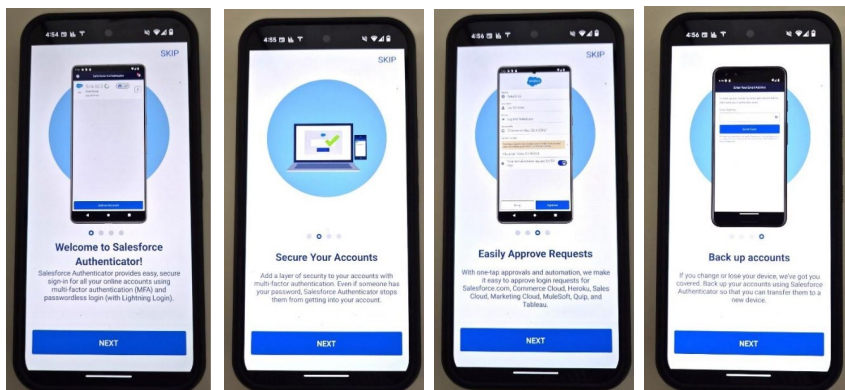 4:54
SKIP
Welcome to Salesforce
Authenticator!
Salesforce Authenticator provides easy, secure
sign-in for all your online accounts using
multi-factor authentication (MFA) and
passwordless login (with Lightning Login).
NEXT
4:55
SKIP
Secure Your Accounts
Add a layer of security to your accounts with
multi-factor authentication. Even if someone has
your password, Salesforce Authenticator stops
them from getting into your account.
NEXT
4:56
SKIP
Easily Approve Requests
With one-tap approvals and automation, we make
it easy to approve login requests for
Salesforce.com, Commerce Cloud, Heroku, Sales
Cloud, Marketing Cloud, MuleSoft, Quip, and
Tableau.
NEXT
4:56
Back up accounts
If you change or lose your device, we've got you
covered. Back up your accounts using Salesforce
Authenticator so that you can transfer them to a
new device.
NEXT